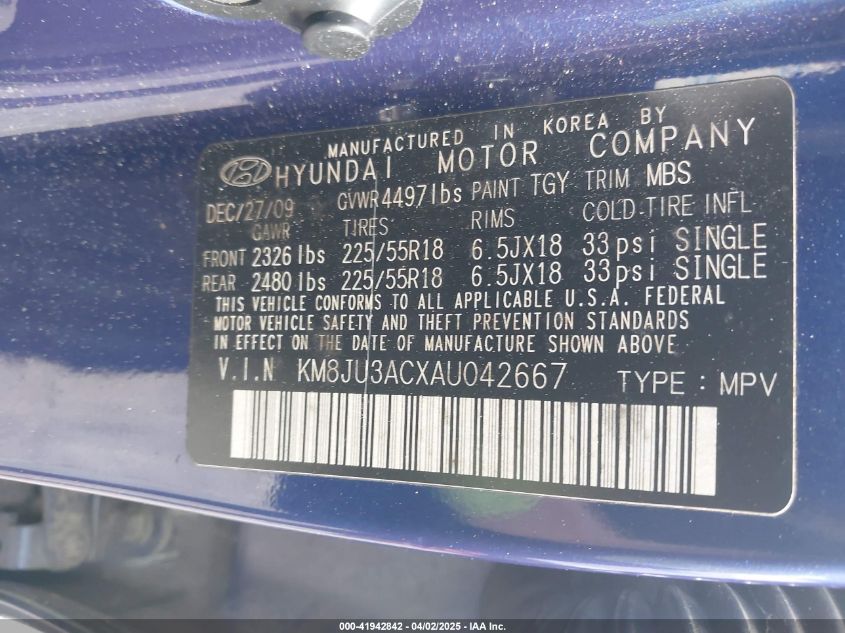 MANUFACTURED IN KOREA BY
HYUNDAI MOTOR COMPANY
DEC/27/09 GVWR 4497 lbs PAINT TGY TRIM MBS
GAWR TIRES RIMS COLD-TIRE INFL
FRONT 2326 lbs 225/55R18 6.5JX18 33psi SINGLE
REAR 2480 lbs 225/55R18 6.5JX18 33psi SINGLE
THIS VEHICLE CONFORMS TO ALL APPLICABLE U.S.A. FEDERAL
MOTOR VEHICLE SAFETY AND THEFT PREVENTION STANDARDS
IN EFFECT ON THE DATE OF MANUFACTURE SHOWN ABOVE
V.I.N KM8JU3ACXAU042667 TYPE : MPV
000-41942842 - 04/02/2025 - IAA Inc.